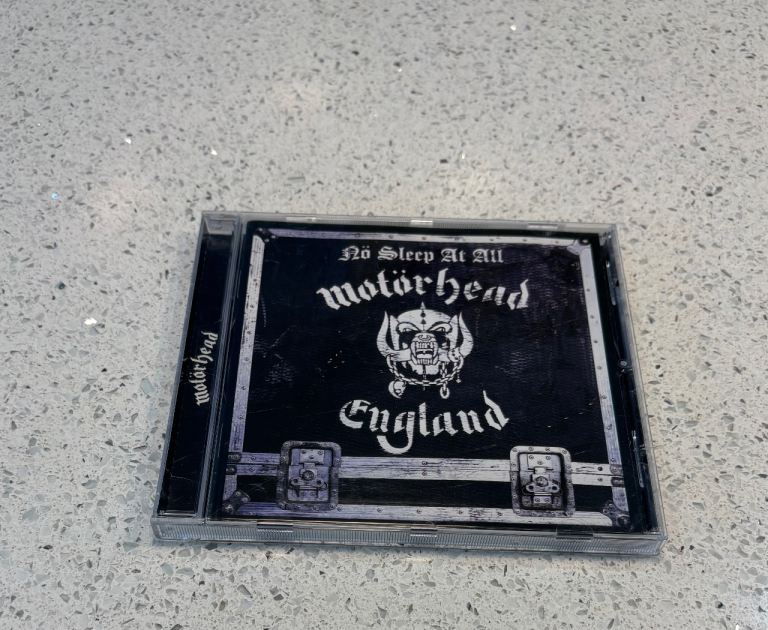 Nö Sleep At All
motörhead
England
motörhead